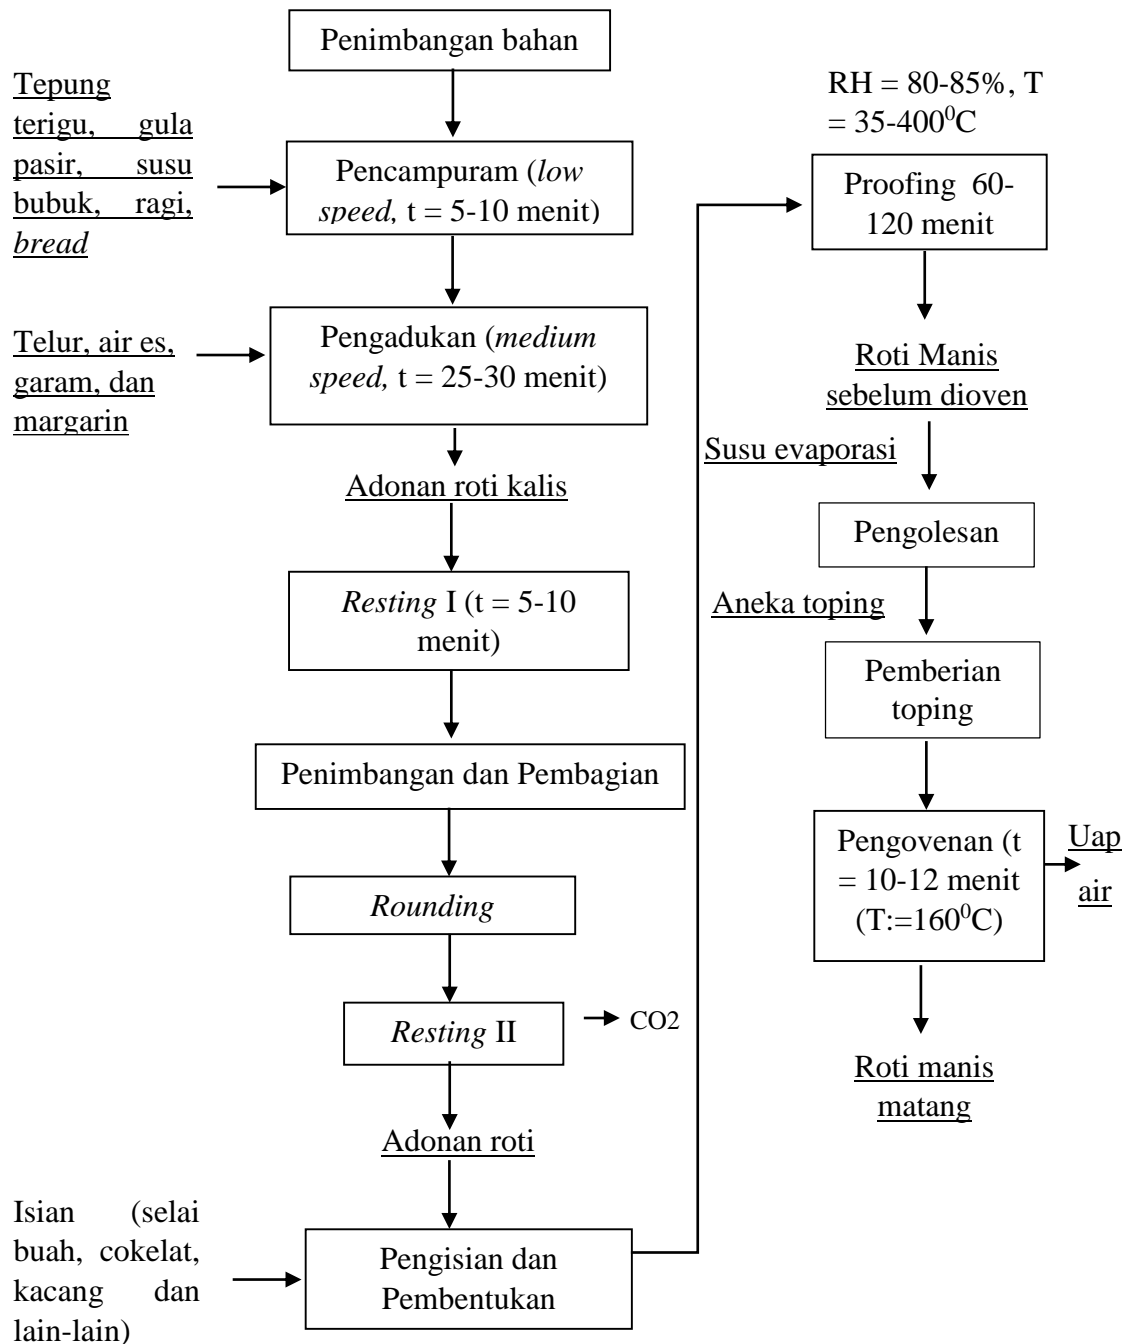 Penimbangan bahan
Tepung
terigu, gula
pasir, susu
bubuk, ragi,
bread
Pencampuram (low
speed, t = 5-10 menit)
Telur, air es,
garam, dan
margarin
Pengadukan (medium
speed, t = 25-30 menit)
Adonan roti kalis
Resting I (t = 5-10
menit)
Penimbangan dan Pembagian
Rounding
Resting II
CO2
Adonan roti
Isian (selai
buah, cokelat,
kacang dan
lain-lain)
Pengisian dan
Pembentukan
RH = 80-85%, T
= 35-400⁰C
Proofing 60-
120 menit
Roti Manis
sebelum dioven
Susu evaporasi
Pengolesan
Aneka toping
Pemberian
toping
Pengovenan (t
= 10-12 menit
(T:=160⁰C)
Uap
air
Roti manis
matang